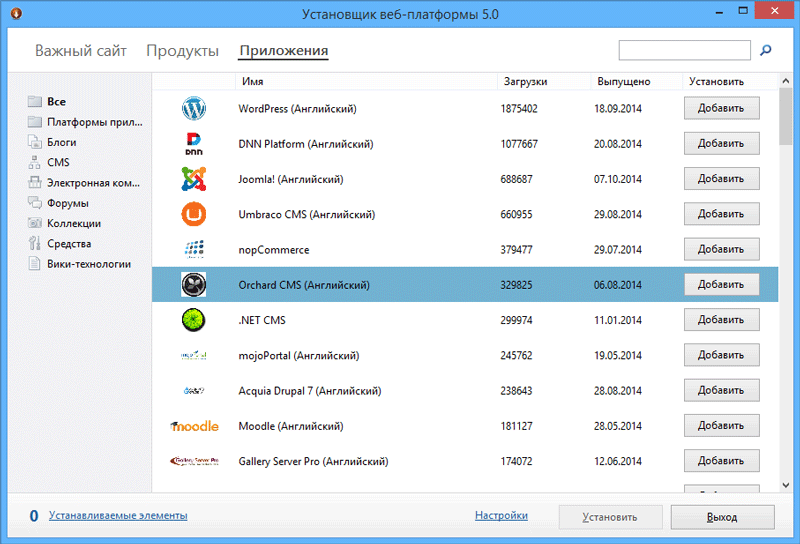 Установщик веб-платформы 5.0
Важный сайт Продукты Приложения
Имя Загрузки Выпущено Установить
Все
Платформы прил...
Блоги
CMS
Электронная ком...
Форумы
Коллекции
Средства
Вики-технологии
WordPress (Английский) 1875402 18.09.2014 Добавить
DNN DNN Platform (Английский) 1077667 20.08.2014 Добавить
Joomla! (Английский) 688687 07.10.2014 Добавить
Umbraco CMS (Английский) 660955 29.08.2014 Добавить
nopCommerce 379477 29.07.2014 Добавить
Orchard CMS (Английский) 329825 06.08.2014 Добавить
.NET CMS 299974 11.01.2014 Добавить
mojoPortal (Английский) 245762 19.05.2014 Добавить
Acquia Drupal 7 (Английский) 238643 28.08.2014 Добавить
moodle Moodle (Английский) 181127 28.05.2014 Добавить
Gallery Server Pro Gallery Server Pro (Английский) 174072 12.06.2014 Добавить
0 Устанавливаемые элементы Настройки Установить Выход